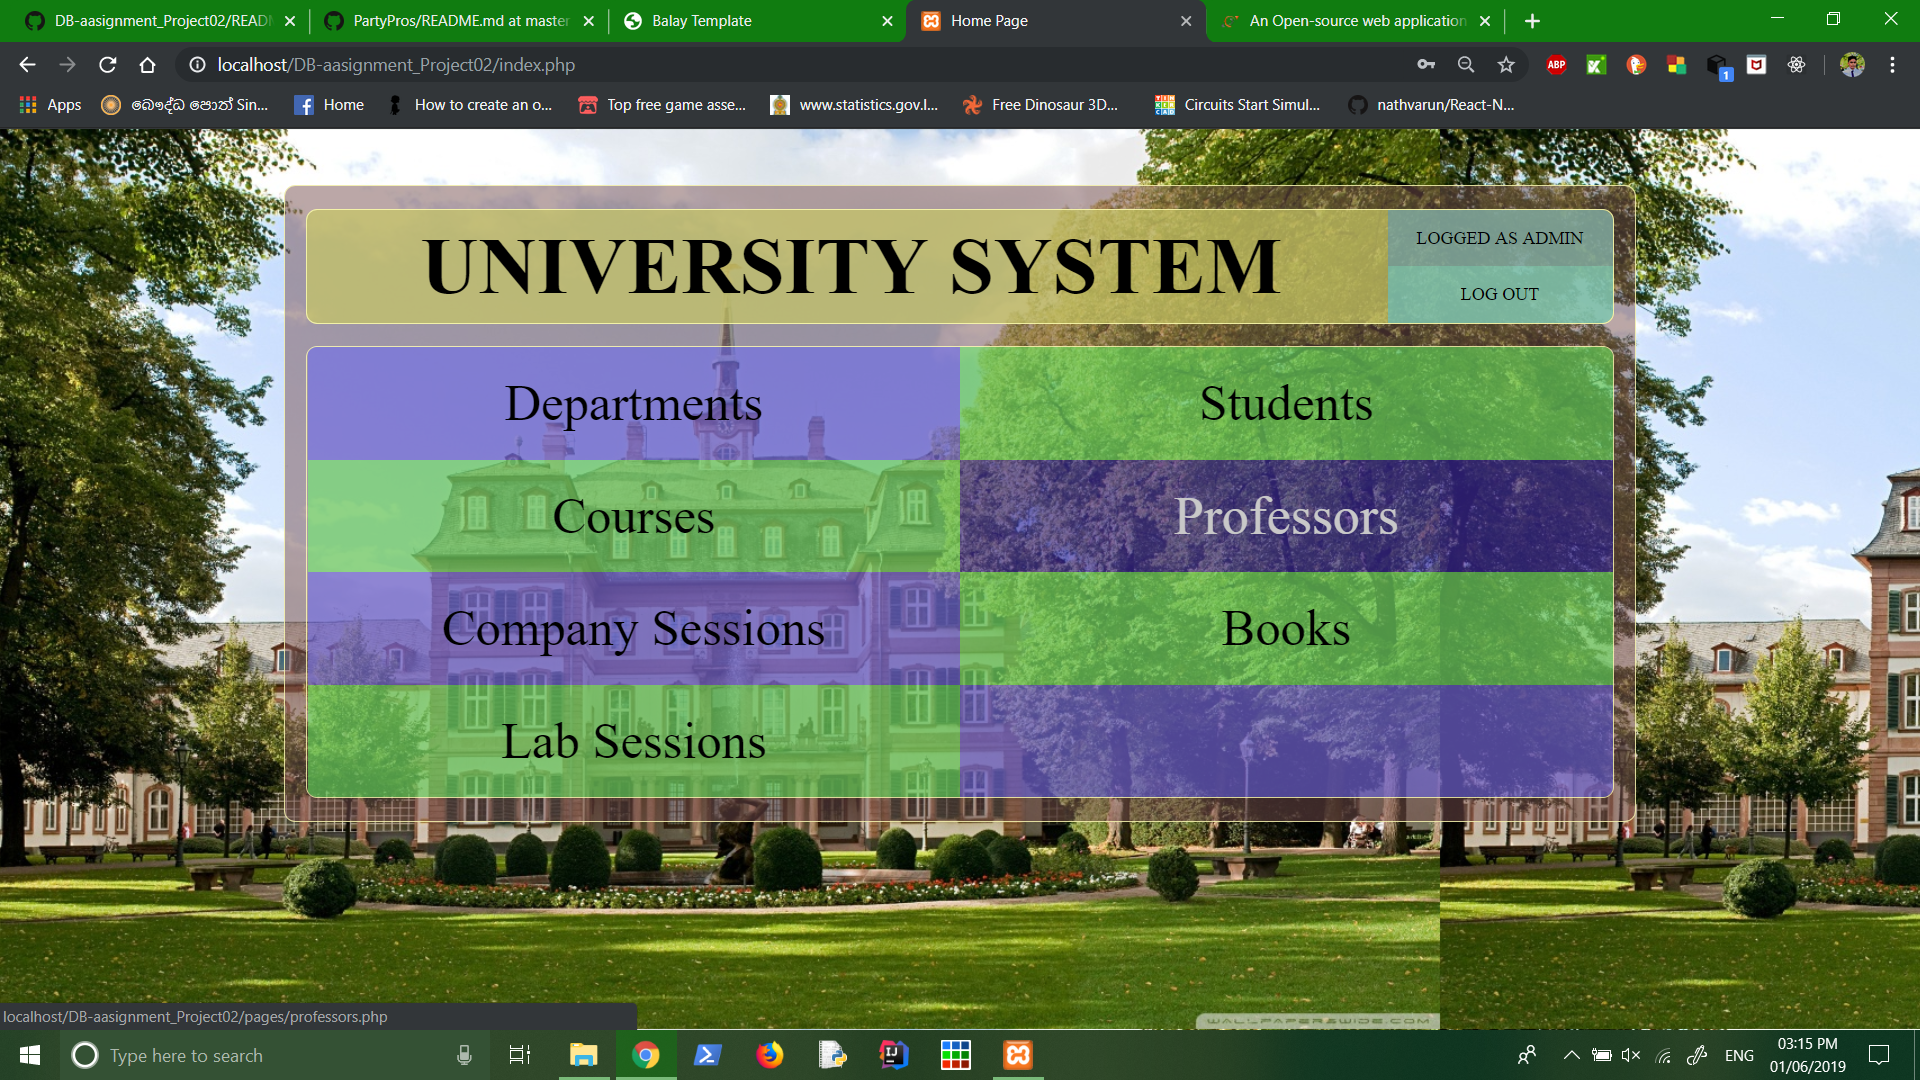 DB-aasignment_Project02/READ
PartyPros/README.md at master
Balay Template
Home Page
An Open-source web application
localhost/DB-aasignment_Project02/index.php
ABP
1
Apps
බෞද්ධ පොත් Sin...
Home
How to create an o...
Top free game asse...
www.statistics.gov.l...
Free Dinosaur 3D...
Circuits Start Simul...
nathvarun/React-N...
UNIVERSITY SYSTEM
LOGGED AS ADMIN
LOG OUT
Departments
Students
Courses
Professors
Company Sessions
Books
Lab Sessions
localhost/DB-aasignment_Project02/pages/professors.php
WALLPAPERSWIDE.COM
Type here to search
ENG
03:15 PM
01/06/2019